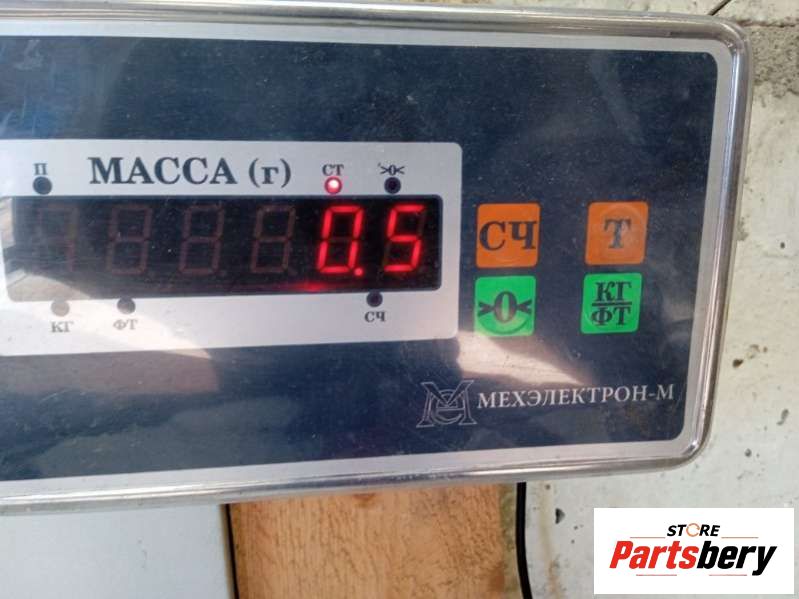 П МАССА (г) СТ >0<
0.5
КГ ФТ СЧ
СЧ Т
>0< КГ
ФТ
МЕХЭЛЕКТРОН-М
STORE
Partsbery